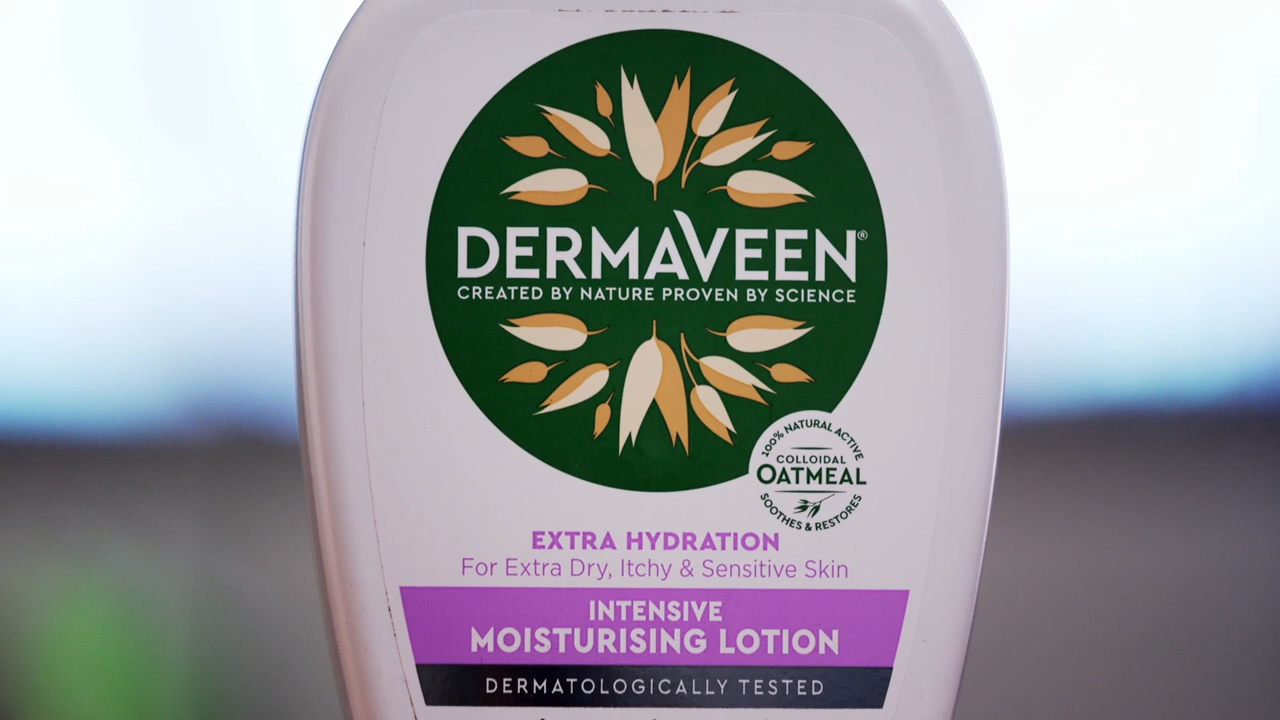 DERMAVEEN®
CREATED BY NATURE PROVEN BY SCIENCE
100% NATURAL ACTIVE
COLLOIDAL
OATMEAL
SOOTHES & RESTORES
EXTRA HYDRATION
For Extra Dry, Itchy & Sensitive Skin
INTENSIVE
MOISTURISING LOTION
DERMATOLOGICALLY TESTED